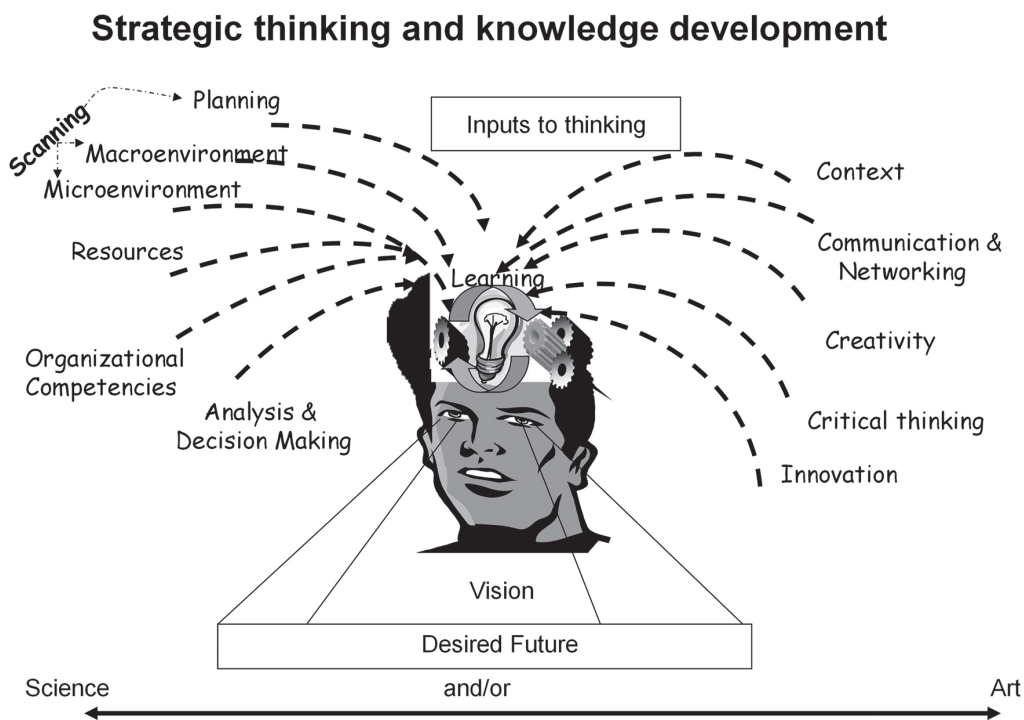 Strategic thinking and knowledge development
Scanning
Planning
Inputs to thinking
Macroenvironment
Microenvironment
Context
Resources
Communication &
Networking
Learning
Creativity
Organizational
Competencies
Analysis &
Decision Making
Critical thinking
Innovation
Vision
Desired Future
Science
and/or
Art